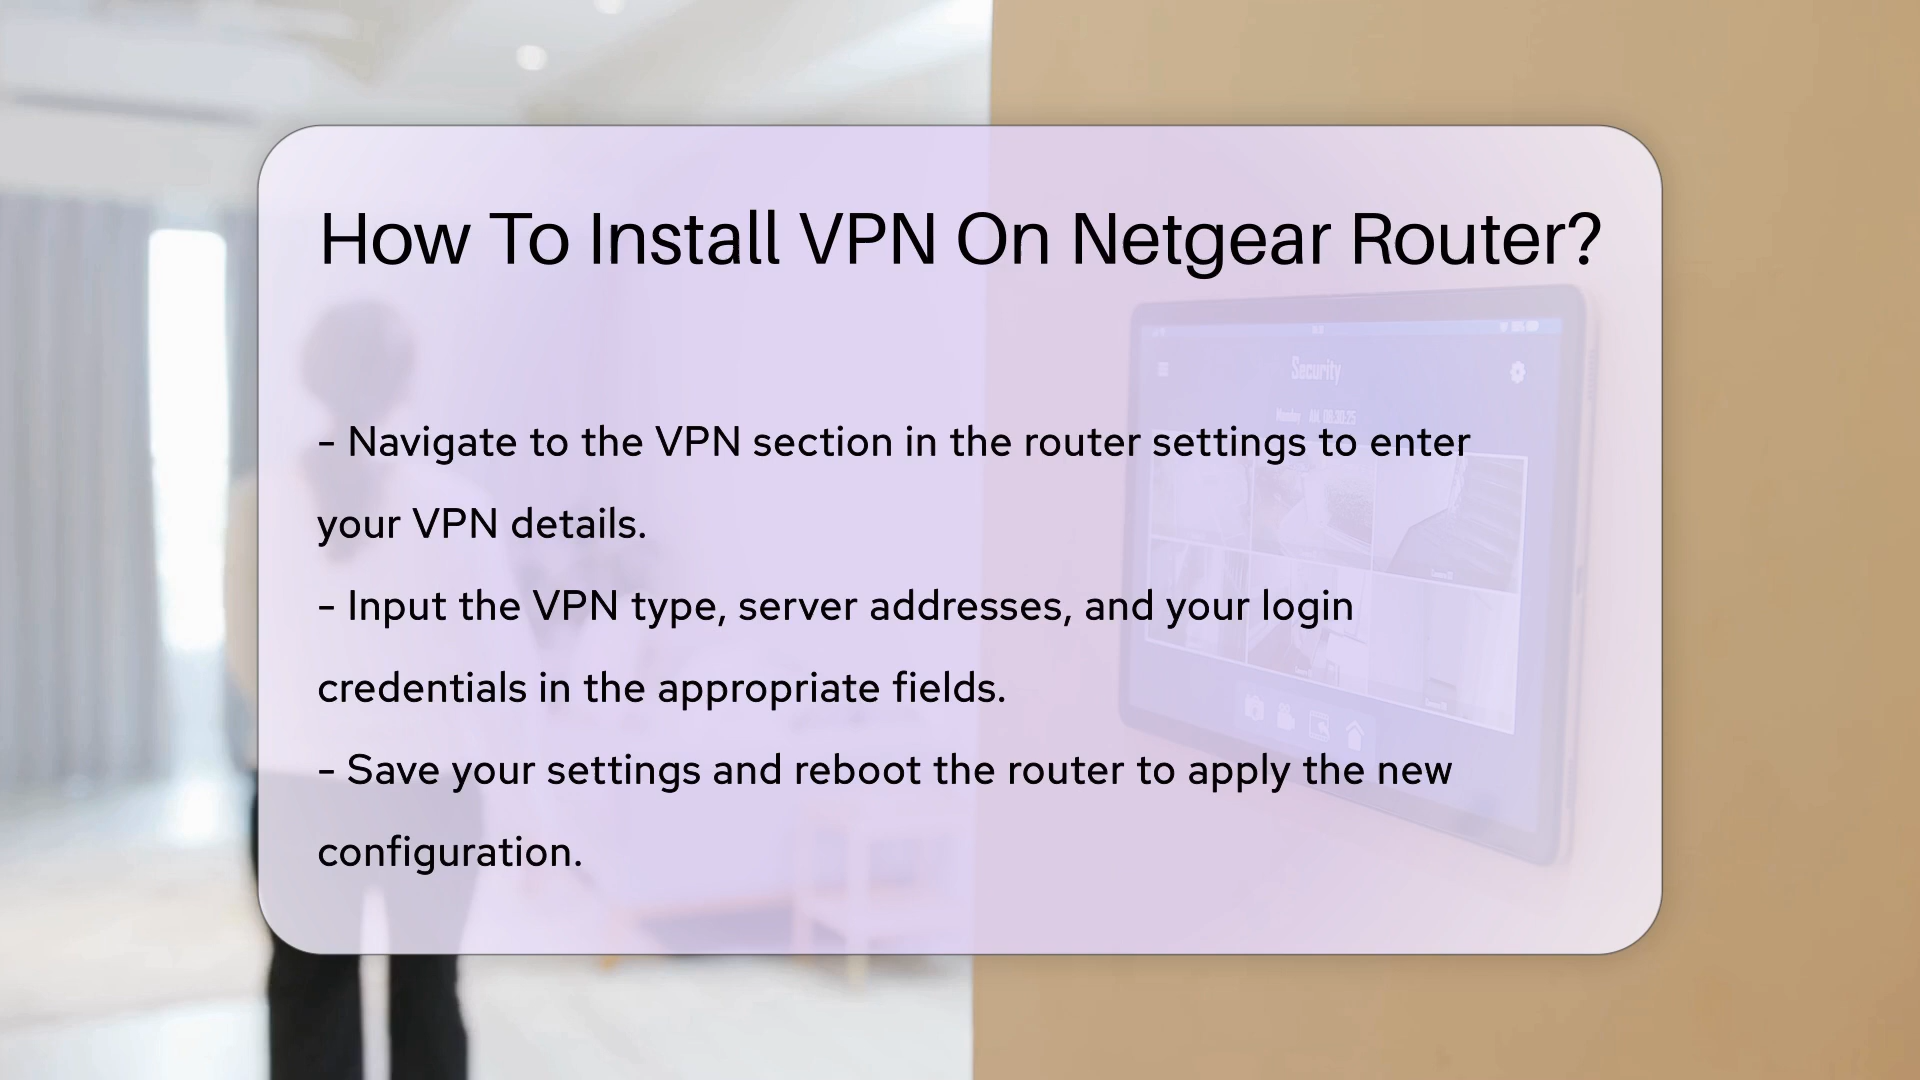 How To Install VPN On Netgear Router?
Security
- Navigate to the VPN section in the router settings to enter
your VPN details.
- Input the VPN type, server addresses, and your login
credentials in the appropriate fields.
- Save your settings and reboot the router to apply the new
configuration.